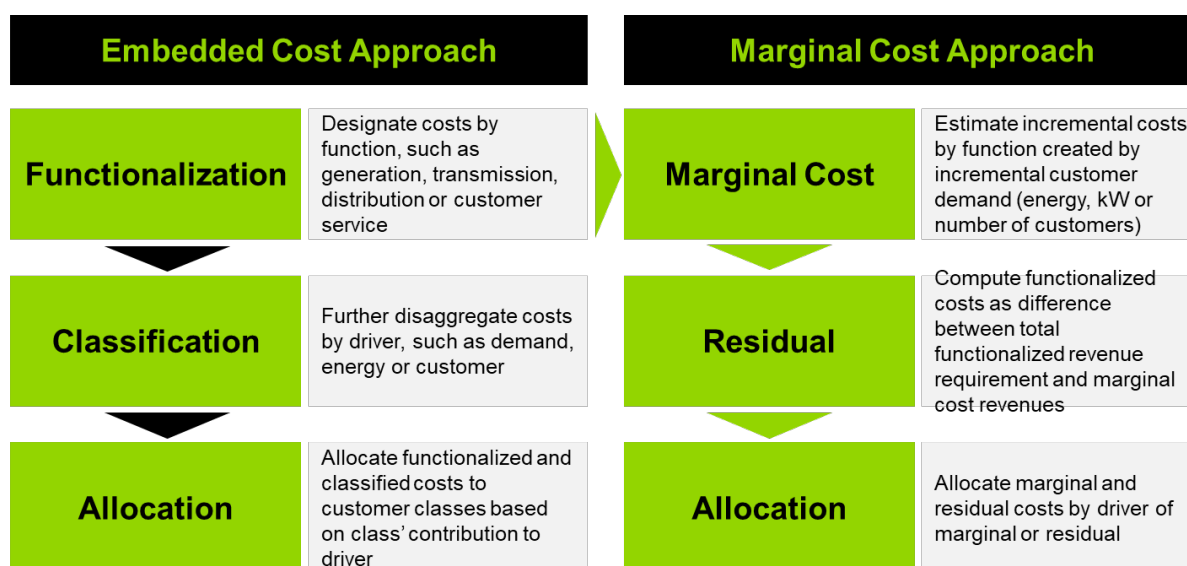 Embedded Cost Approach
Functionalization
Designate costs by
function, such as
generation, transmission,
distribution or customer
service
Classification
Further disaggregate costs
by driver, such as demand,
energy or customer
Allocation
Allocate functionalized and
classified costs to
customer classes based
on class’ contribution to
driver
Marginal Cost Approach
Marginal Cost
Estimate incremental costs
by function created by
incremental customer
demand (energy, kW or
number of customers)
Residual
Compute functionalized
costs as difference
between total
functionalized revenue
requirement and marginal
cost revenues
Allocation
Allocate marginal and
residual costs by driver of
marginal or residual